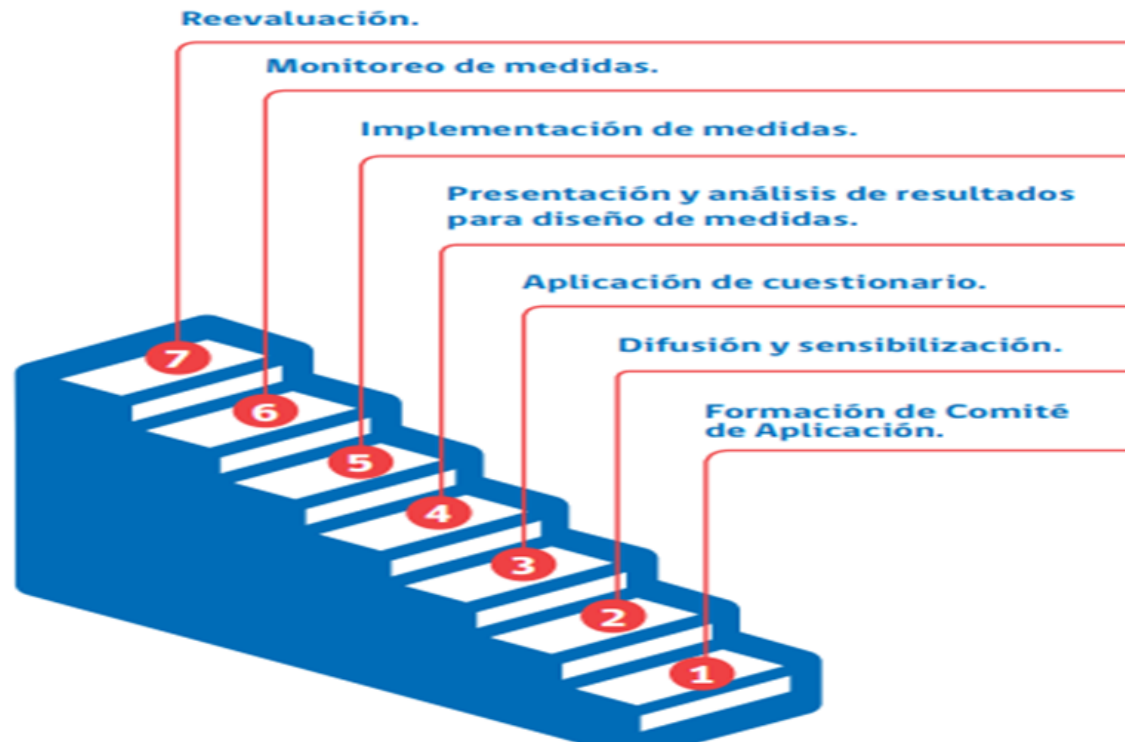 Reevaluación.
Monitoreo de medidas.
Implementación de medidas.
Presentación y análisis de resultados
para diseño de medidas.
Aplicación de cuestionario.
Difusión y sensibilización.
Formación de Comité
de Aplicación.
7
6
5
4
3
2
1